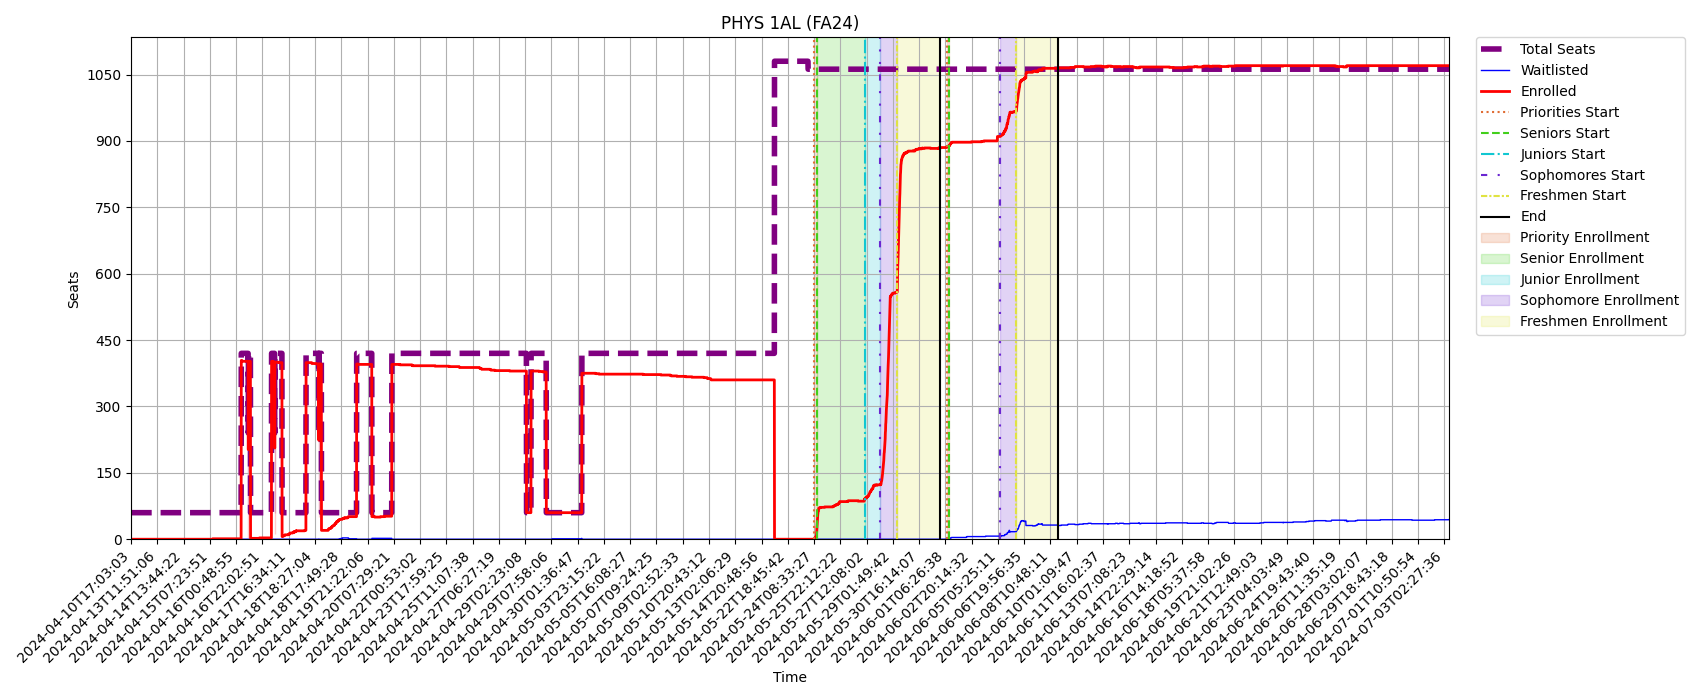 PHYS 1AL (FA24)
Seats
1050
900
750
600
450
300
150
0
2024-04-10T17:03:03
2024-04-13T11:51:06
2024-04-14T13:44:22
2024-04-15T07:23:51
2024-04-16T00:48:55
2024-04-16T22:02:51
2024-04-17T16:34:11
2024-04-18T18:27:04
2024-04-18T17:49:28
2024-04-19T21:22:06
2024-04-20T07:29:21
2024-04-22T00:53:02
2024-04-23T17:59:25
2024-04-25T11:07:38
2024-04-27T06:27:19
2024-04-29T02:23:08
2024-04-29T07:58:06
2024-04-30T01:36:47
2024-05-03T23:15:22
2024-05-05T16:08:27
2024-05-07T09:24:25
2024-05-09T02:52:33
2024-05-10T20:43:12
2024-05-13T02:06:29
2024-05-14T20:48:56
2024-05-22T18:45:42
2024-05-24T08:33:27
2024-05-25T22:12:22
2024-05-27T12:08:02
2024-05-29T01:49:42
2024-05-30T16:14:07
2024-06-01T06:26:38
2024-06-02T20:14:32
2024-06-05T05:25:11
2024-06-06T19:56:35
2024-06-08T10:48:11
2024-06-10T01:09:47
2024-06-11T16:02:37
2024-06-13T07:08:23
2024-06-14T22:29:14
2024-06-16T14:18:52
2024-06-18T05:37:58
2024-06-19T21:02:26
2024-06-21T12:49:03
2024-06-23T04:03:49
2024-06-24T19:43:40
2024-06-26T11:35:19
2024-06-28T03:02:07
2024-06-29T18:43:18
2024-07-01T10:50:54
2024-07-03T02:27:36
Time
Total Seats
Waitlisted
Enrolled
Priorities Start
Seniors Start
Juniors Start
Sophomores Start
Freshmen Start
End
Priority Enrollment
Senior Enrollment
Junior Enrollment
Sophomore Enrollment
Freshmen Enrollment